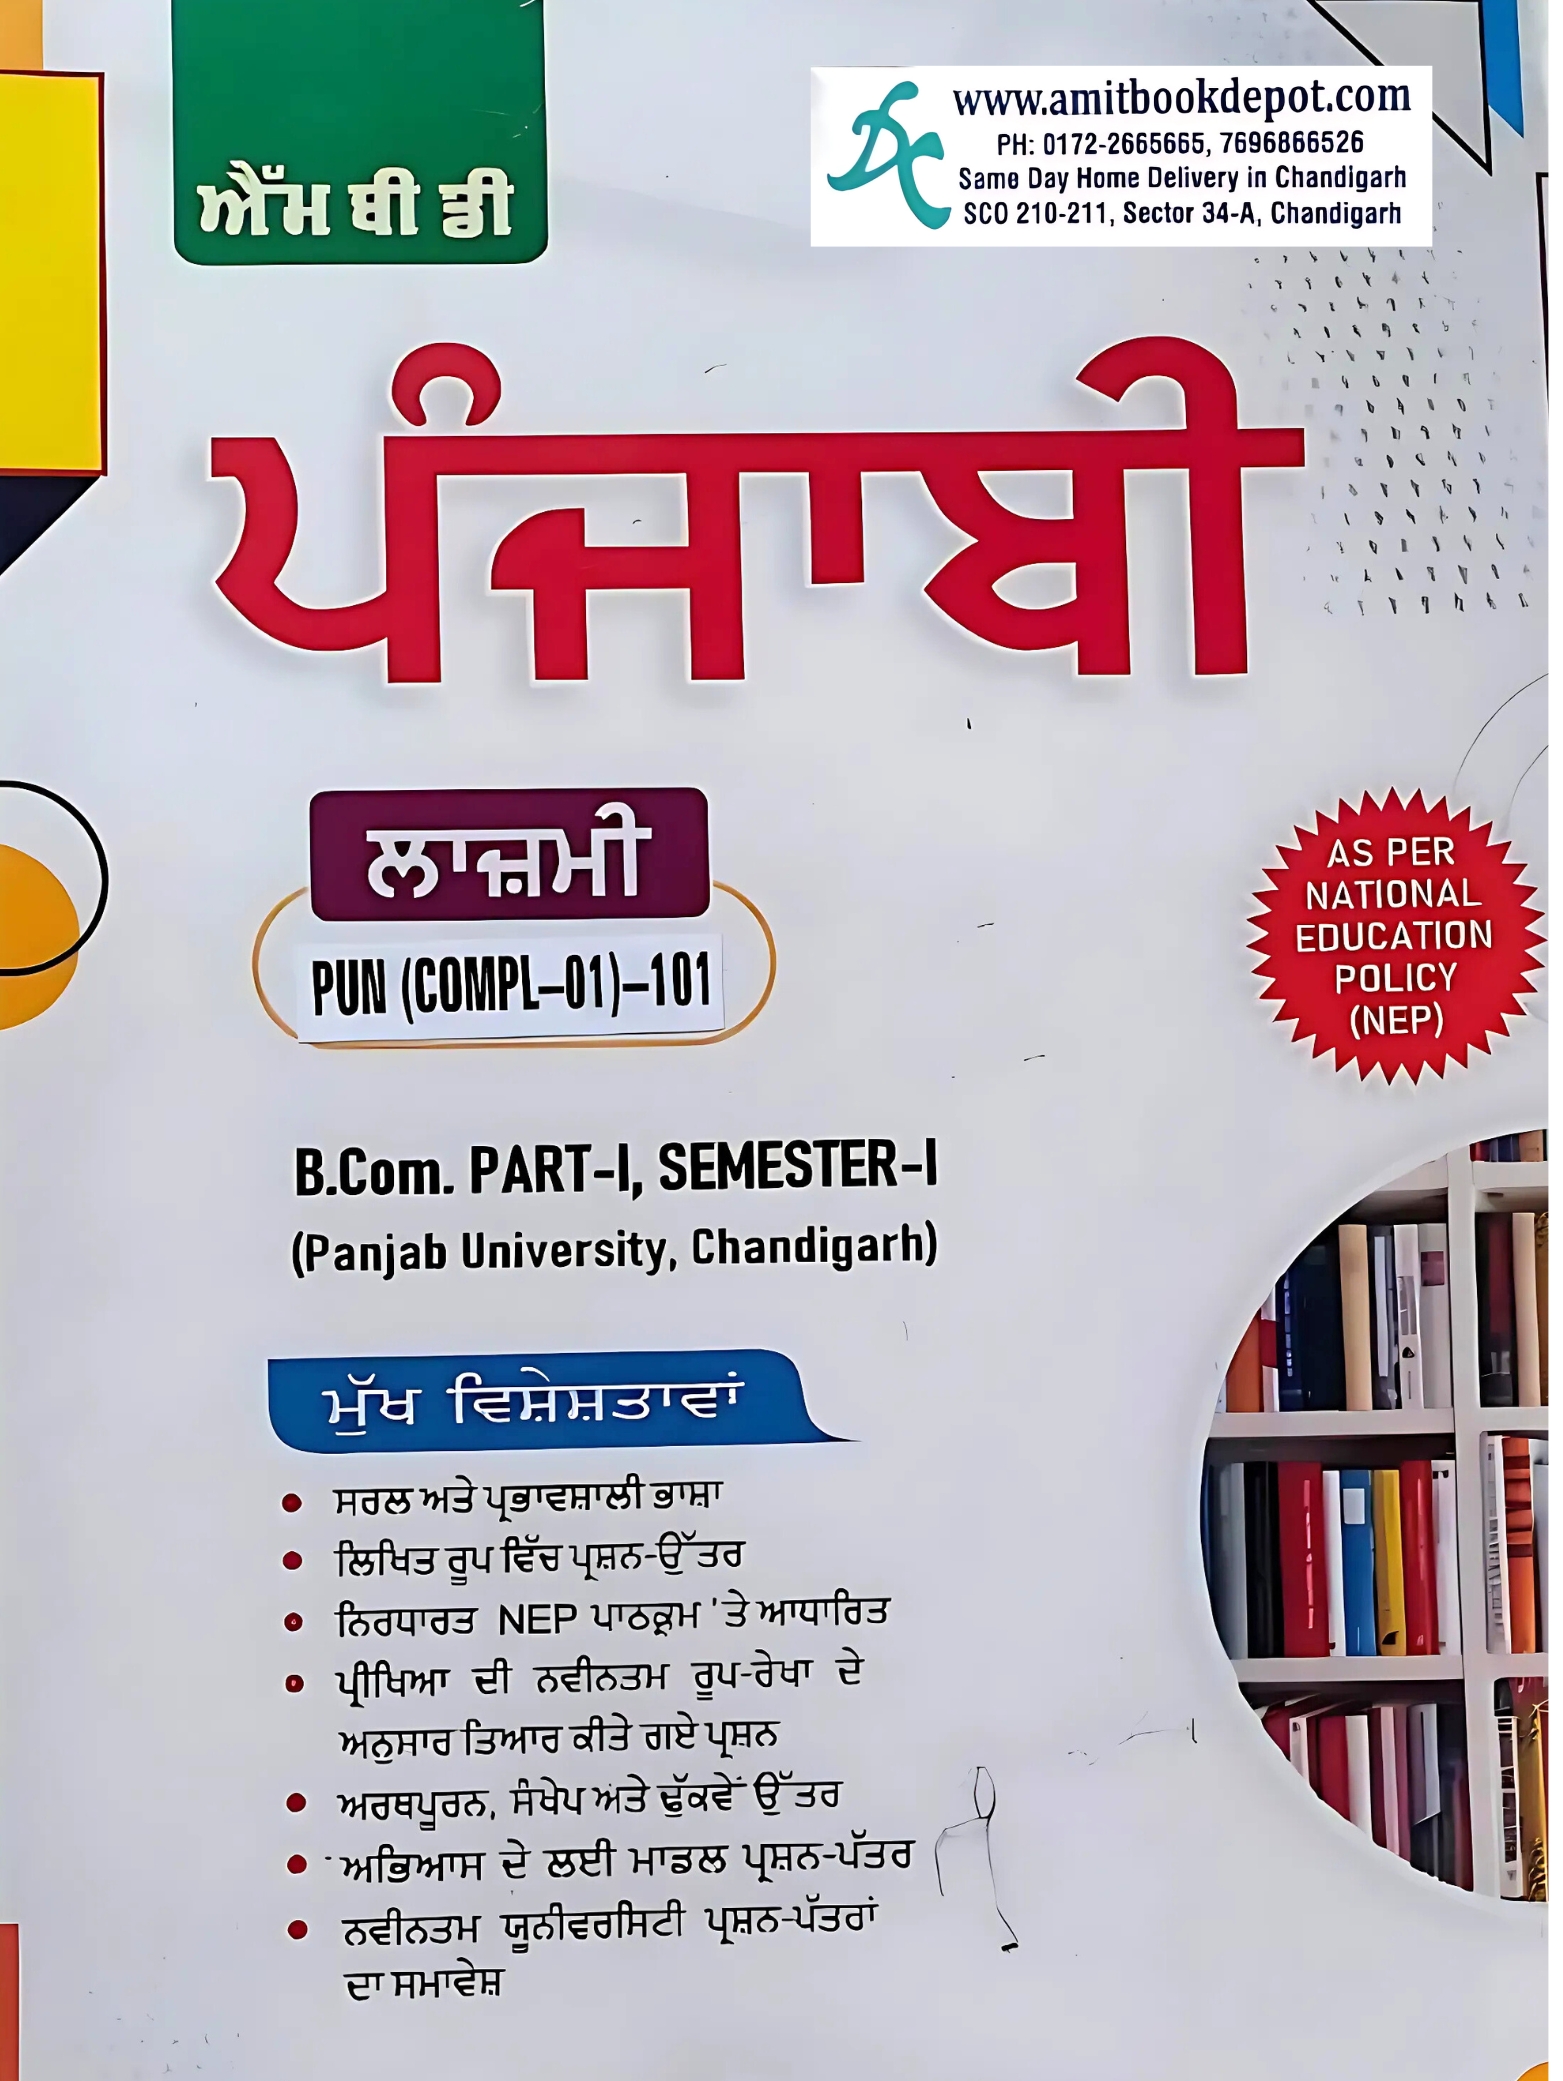 ਐੱਮ ਬੀ ਡੀ
www.amitbookdepot.com
PH: 0172-2665665, 7696866526
Same Day Home Delivery in Chandigarh
SCO 210-211, Sector 34-A, Chandigarh
ਪੰਜਾਬੀ
ਲਾਜ਼ਮੀ
PUN (COMPL–01)–101
AS PER
NATIONAL
EDUCATION
POLICY
(NEP)
B.Com. PART-I, SEMESTER-I
(Panjab University, Chandigarh)
ਮੁੱਖ ਵਿਸ਼ੇਸ਼ਤਾਵਾਂ
• ਸਰਲ ਅਤੇ ਪ੍ਰਭਾਵਸ਼ਾਲੀ ਭਾਸ਼ਾ
• ਲਿਖਿਤ ਰੂਪ ਵਿੱਚ ਪ੍ਰਸ਼ਨ-ਉੱਤਰ
• ਨਿਰਧਾਰਤ NEP ਪਾਠਕ੍ਰਮ 'ਤੇ ਆਧਾਰਿਤ
• ਪ੍ਰੀਖਿਆ ਦੀ ਨਵੀਨਤਮ ਰੂਪ-ਰੇਖਾ ਦੇ
ਅਨੁਸਾਰ ਤਿਆਰ ਕੀਤੇ ਗਏ ਪ੍ਰਸ਼ਨ
• ਅਰਥਪੂਰਨ, ਸੰਖੇਪ ਅਤੇ ਢੁੱਕਵੇਂ ਉੱਤਰ
• ਅਭਿਆਸ ਦੇ ਲਈ ਮਾਡਲ ਪ੍ਰਸ਼ਨ-ਪੱਤਰ
• ਨਵੀਨਤਮ ਯੂਨੀਵਰਸਿਟੀ ਪ੍ਰਸ਼ਨ-ਪੱਤਰਾਂ
ਦਾ ਸਮਾਵੇਸ਼